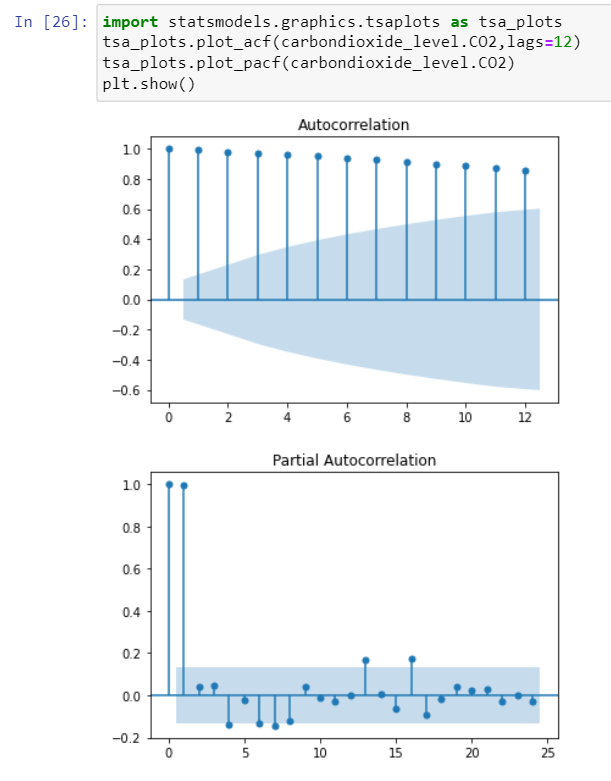 In [26]: import statsmodels.graphics.tsaplots as tsa_plots
tsa_plots.plot_acf(carbondioxide_level.CO2,lags=12)
tsa_plots.plot_pacf(carbondioxide_level.CO2)
plt.show()
Autocorrelation
1.0
0.8
0.6
0.4
0.2
0.0
−0.2
−0.4
−0.6
0 2 4 6 8 10 12
Partial Autocorrelation
1.0
0.8
0.6
0.4
0.2
0.0
−0.2
0 5 10 15 20 25